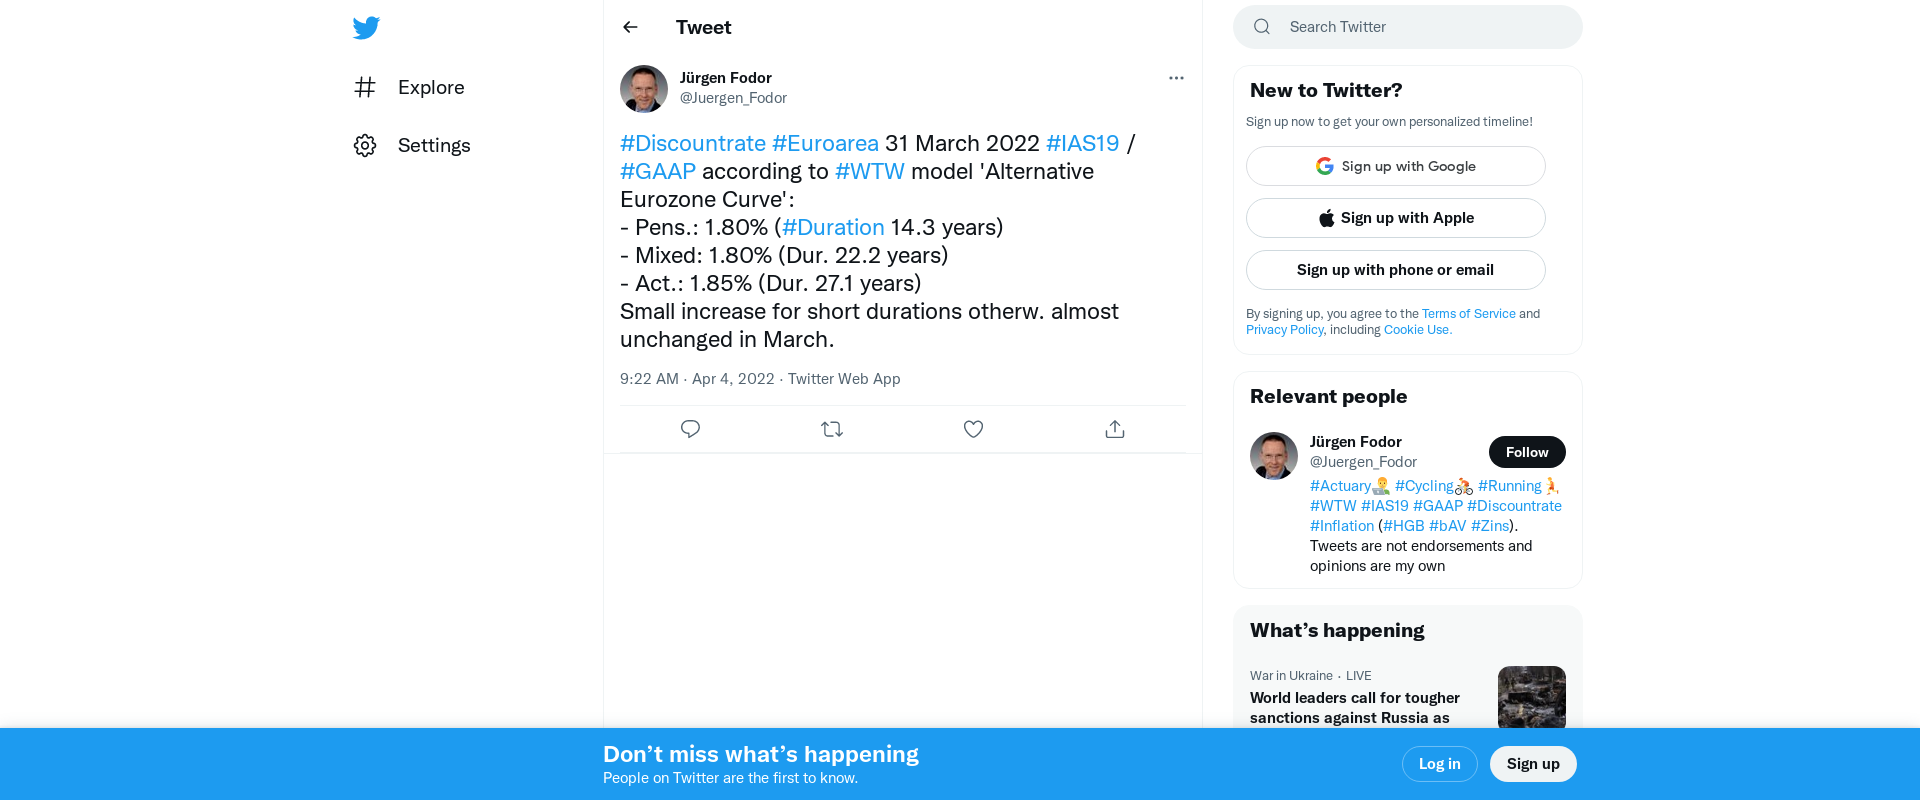 Explore
Settings
Tweet
Jürgen Fodor
@Juergen_Fodor
#Discountrate #Euroarea 31 March 2022 #IAS19 /
#GAAP according to #WTW model 'Alternative
Eurozone Curve':
- Pens.: 1.80% (#Duration 14.3 years)
- Mixed: 1.80% (Dur. 22.2 years)
- Act.: 1.85% (Dur. 27.1 years)
Small increase for short durations otherw. almost
unchanged in March.
9:22 AM · Apr 4, 2022 · Twitter Web App
Search Twitter
New to Twitter?
Sign up now to get your own personalized timeline!
Sign up with Google
Sign up with Apple
Sign up with phone or email
By signing up, you agree to the Terms of Service and
Privacy Policy, including Cookie Use.
Relevant people
Jürgen Fodor
@Juergen_Fodor
Follow
#Actuary #Cycling #Running
#WTW #IAS19 #GAAP #Discountrate
#Inflation (#HGB #bAV #Zins).
Tweets are not endorsements and
opinions are my own
What's happening
War in Ukraine · LIVE
World leaders call for tougher
sanctions against Russia as
Don't miss what's happening
People on Twitter are the first to know.
Log in
Sign up